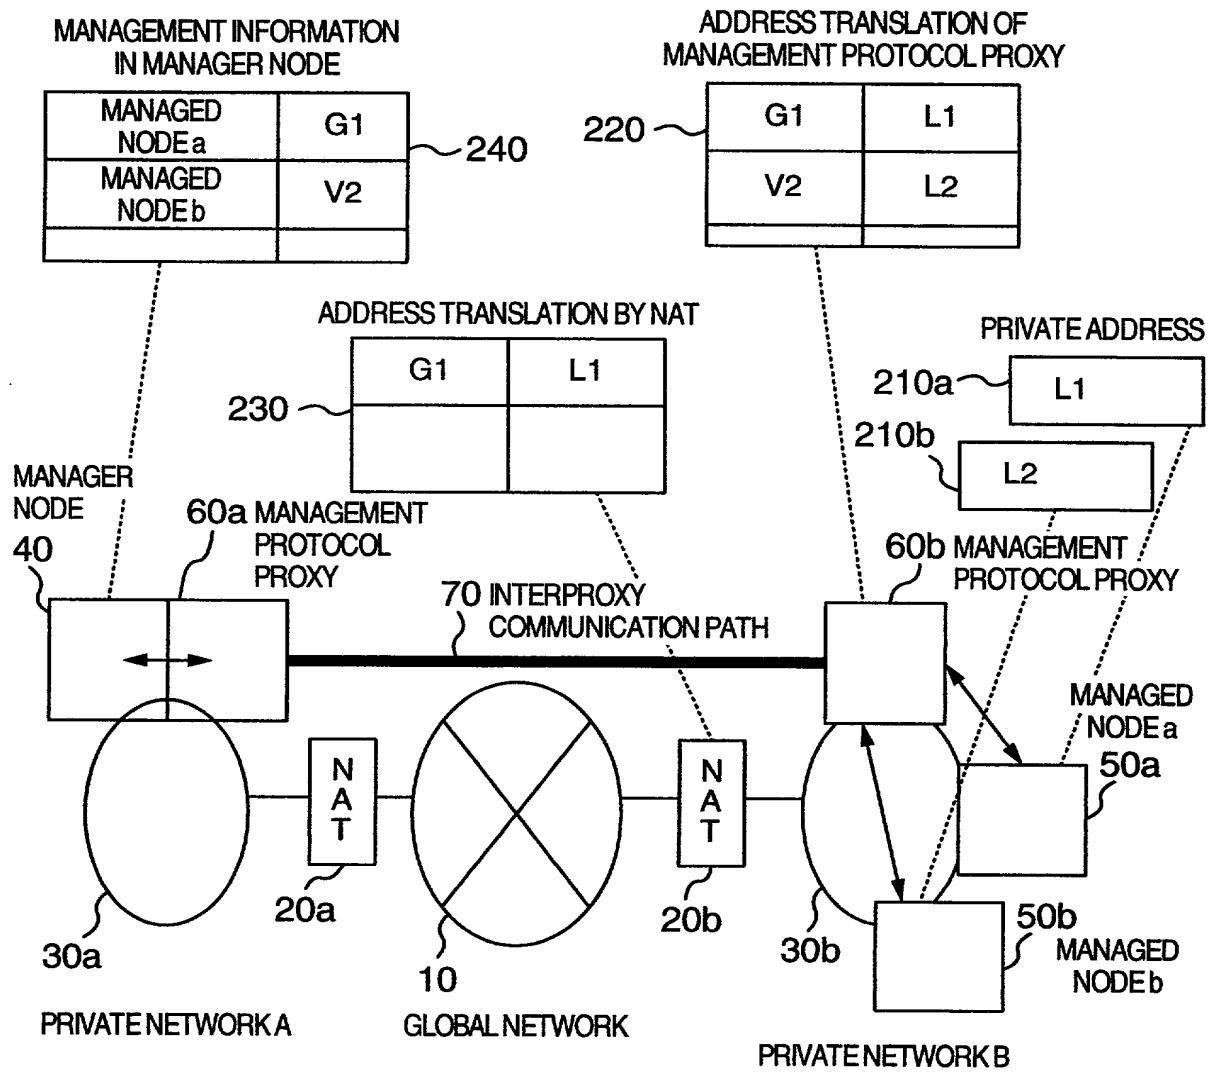 MANAGEMENT INFORMATION
IN MANAGER NODE
MANAGED
NODE a
G1
MANAGED
NODE b
V2
240
ADDRESS TRANSLATION OF
MANAGEMENT PROTOCOL PROXY
220
G1
L1
V2
L2
ADDRESS TRANSLATION BY NAT
G1
L1
230
PRIVATE ADDRESS
210a
L1
210b
L2
MANAGER
NODE
40
60a MANAGEMENT
PROTOCOL
PROXY
70 INTERPROXY
COMMUNICATION PATH
60b MANAGEMENT
PROTOCOL PROXY
MANAGED
NODE a
50a
N
A
T
20a
N
A
T
20b
30a
10
30b
50b
MANAGED
NODE b
PRIVATE NETWORK A
GLOBAL NETWORK
PRIVATE NETWORK B